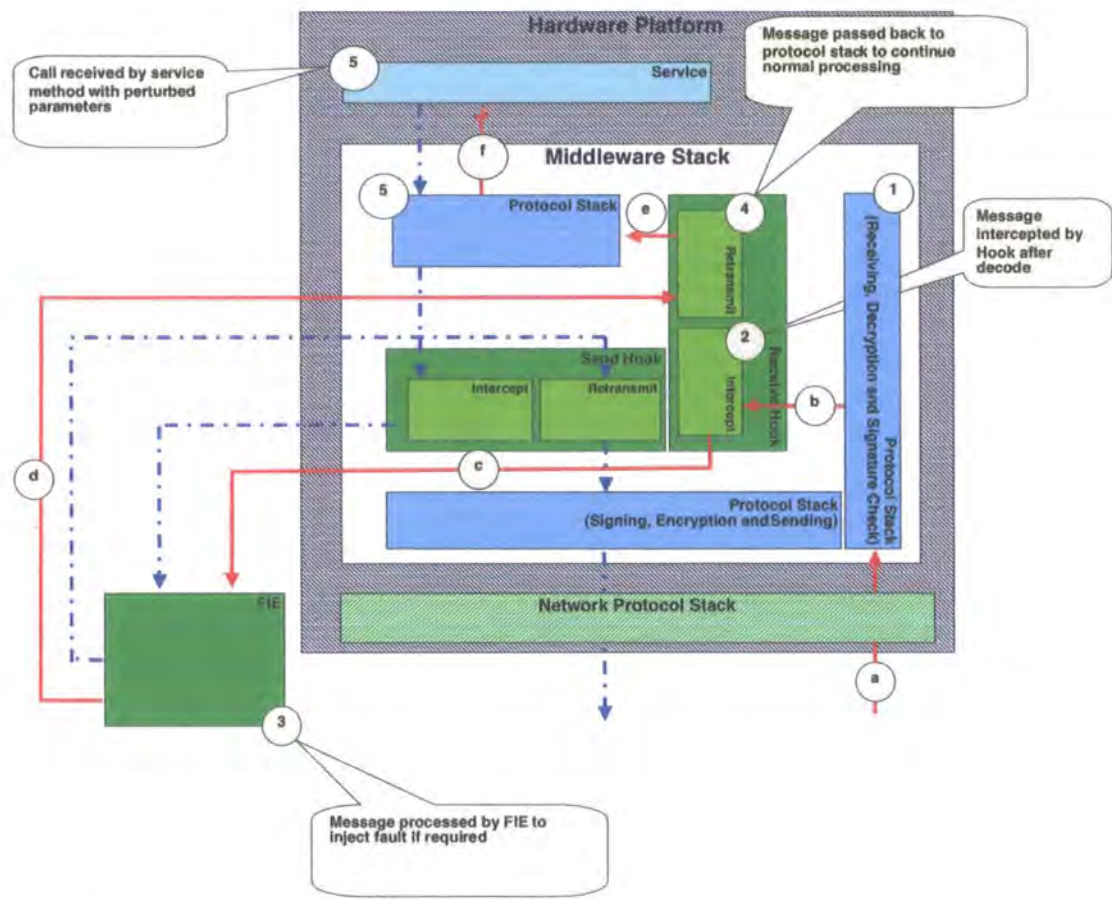 Hardware Platform
Call received by service
method with perturbed
parameters
5
Service
Message passed back to
protocol stack to continue
normal processing
f
Middleware Stack
5
Protocol Stack
e
4
Retransmit
1
Protocol Stack
(Receiving, Decryption and Signature Check)
Message
intercepted by
Hook after
decode
2
Receive Hook
Intercept
b
Send Hook
Intercept
Retransmit
d
c
Protocol Stack
(Signing, Encryption and Sending)
FIE
Network Protocol Stack
a
3
Message processed by FIE to
inject fault if required